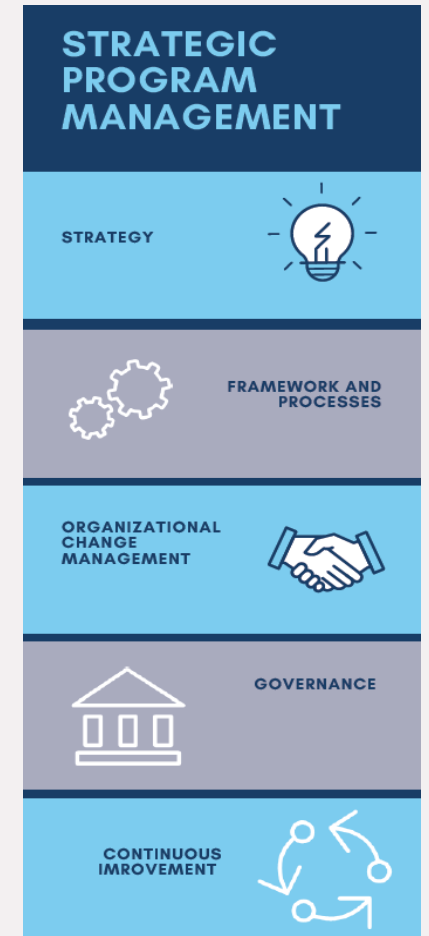 STRATEGIC
PROGRAM
MANAGEMENT
STRATEGY
FRAMEWORK AND
PROCESSES
ORGANIZATIONAL
CHANGE
MANAGEMENT
GOVERNANCE
CONTINUOUS
IMROVEMENT